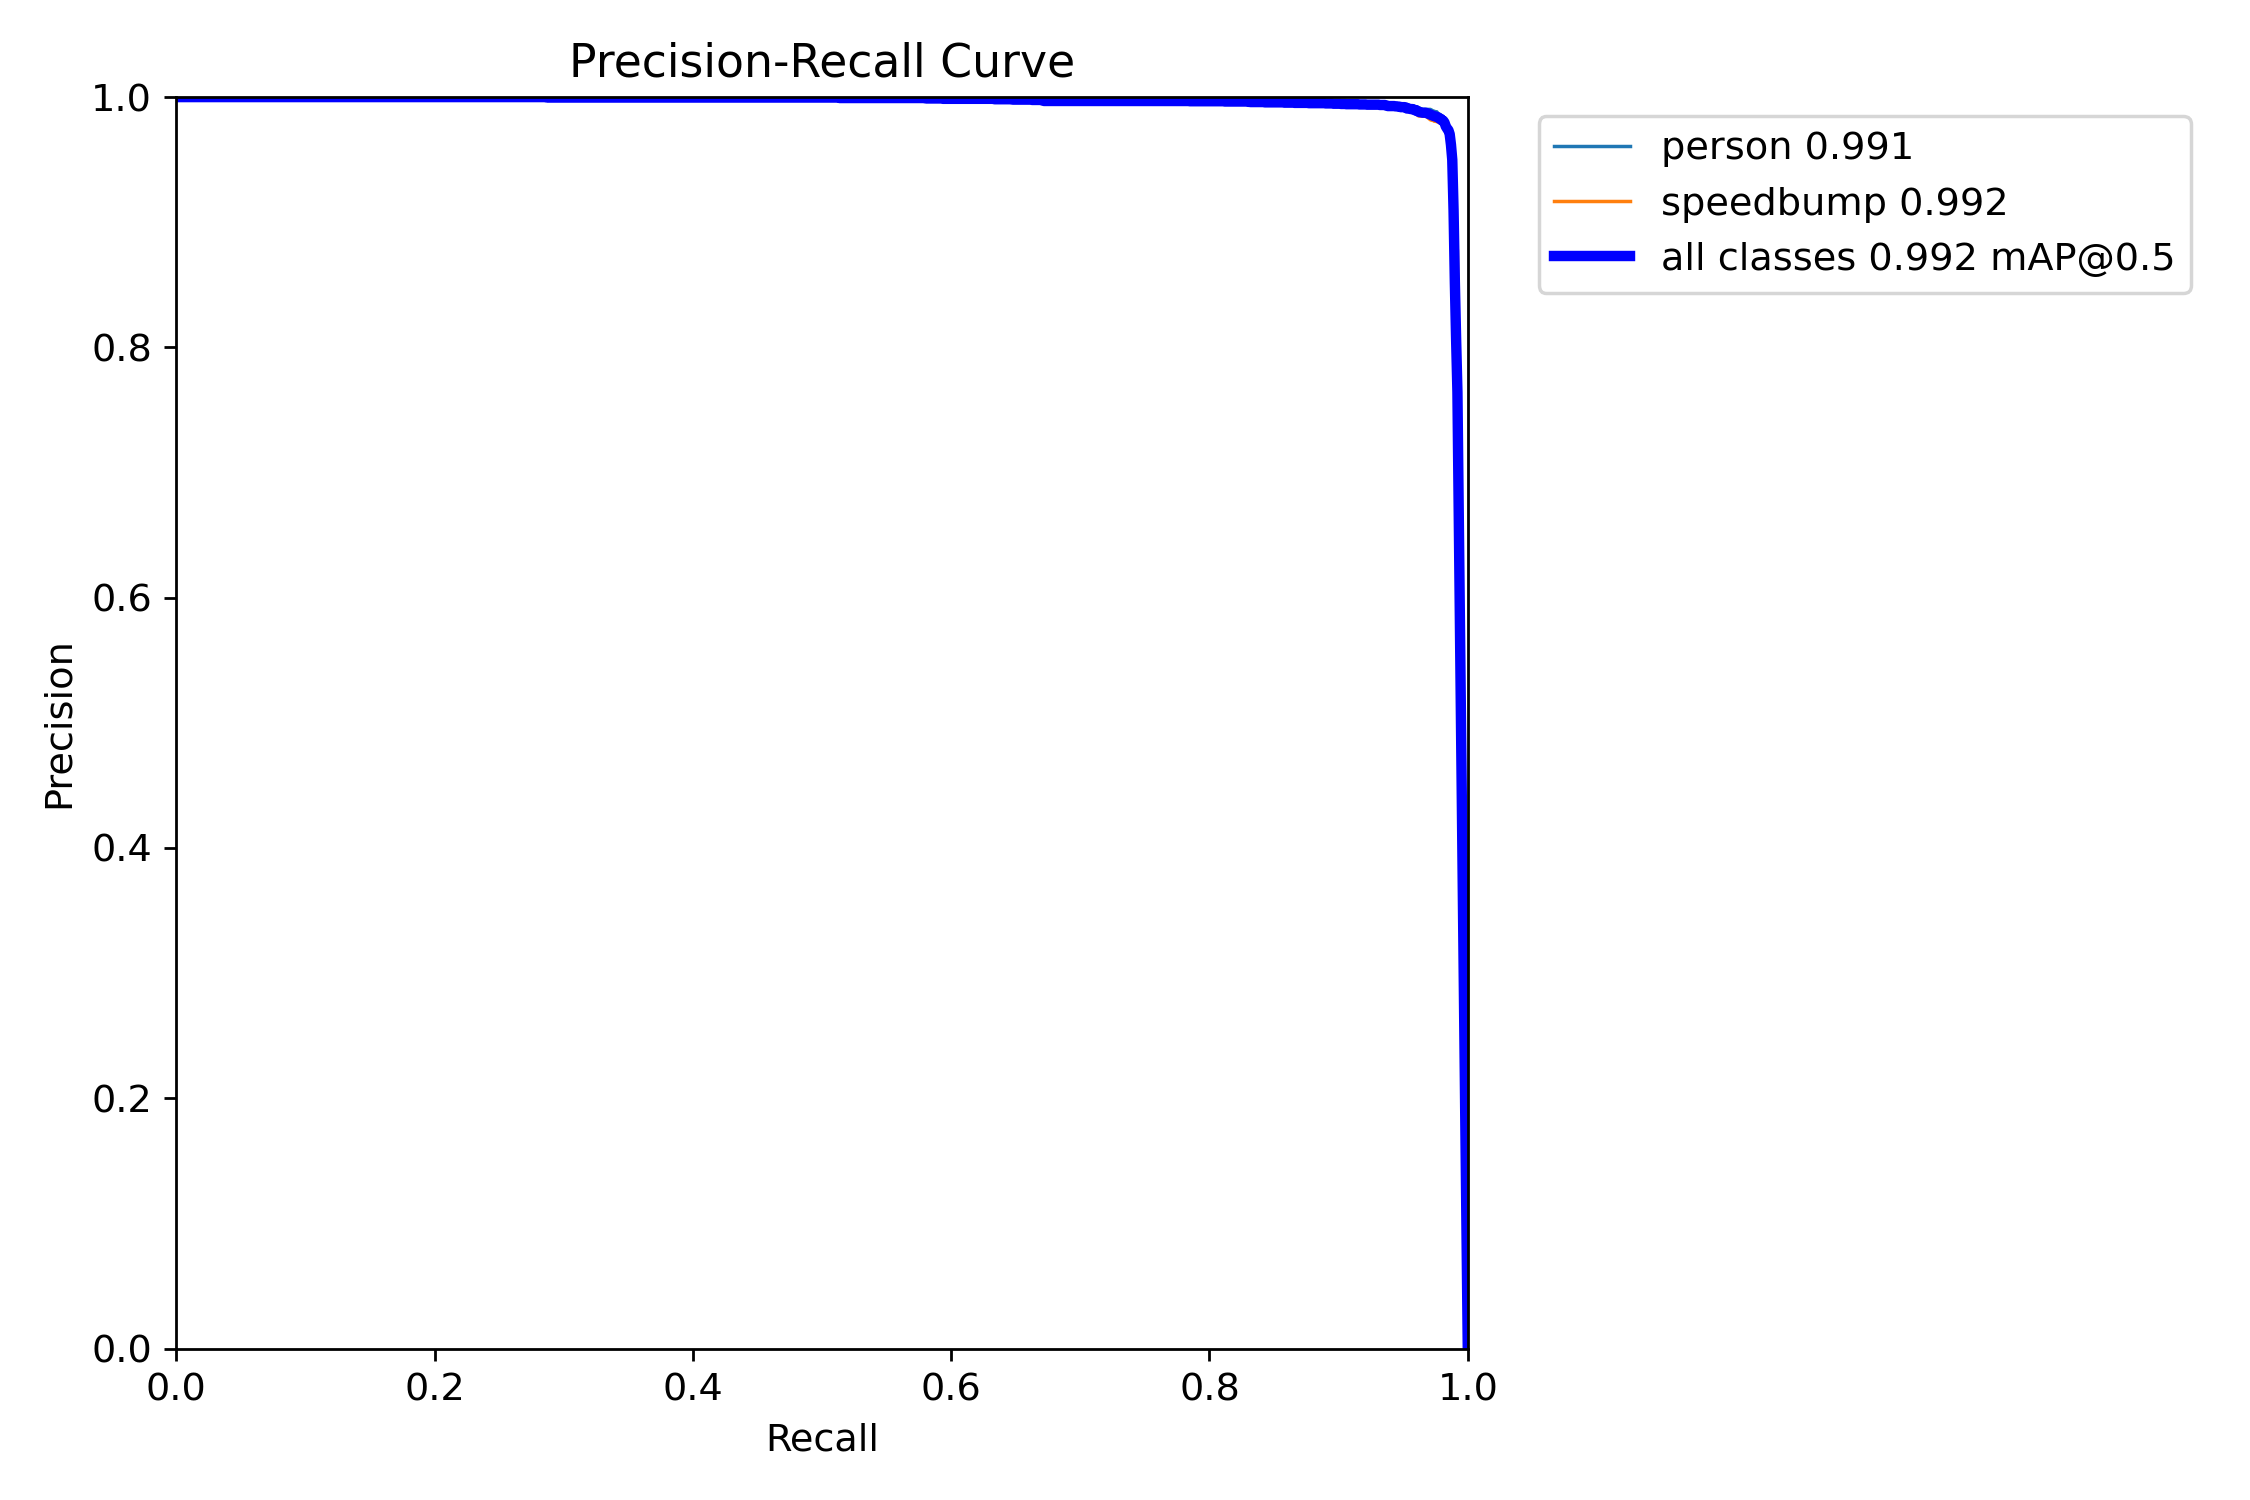 Precision-Recall Curve
1.0
0.8
0.6
0.4
0.2
0.0
Precision
0.0 0.2 0.4 0.6 0.8 1.0
Recall
person 0.991
speedbump 0.992
all classes 0.992 mAP@0.5